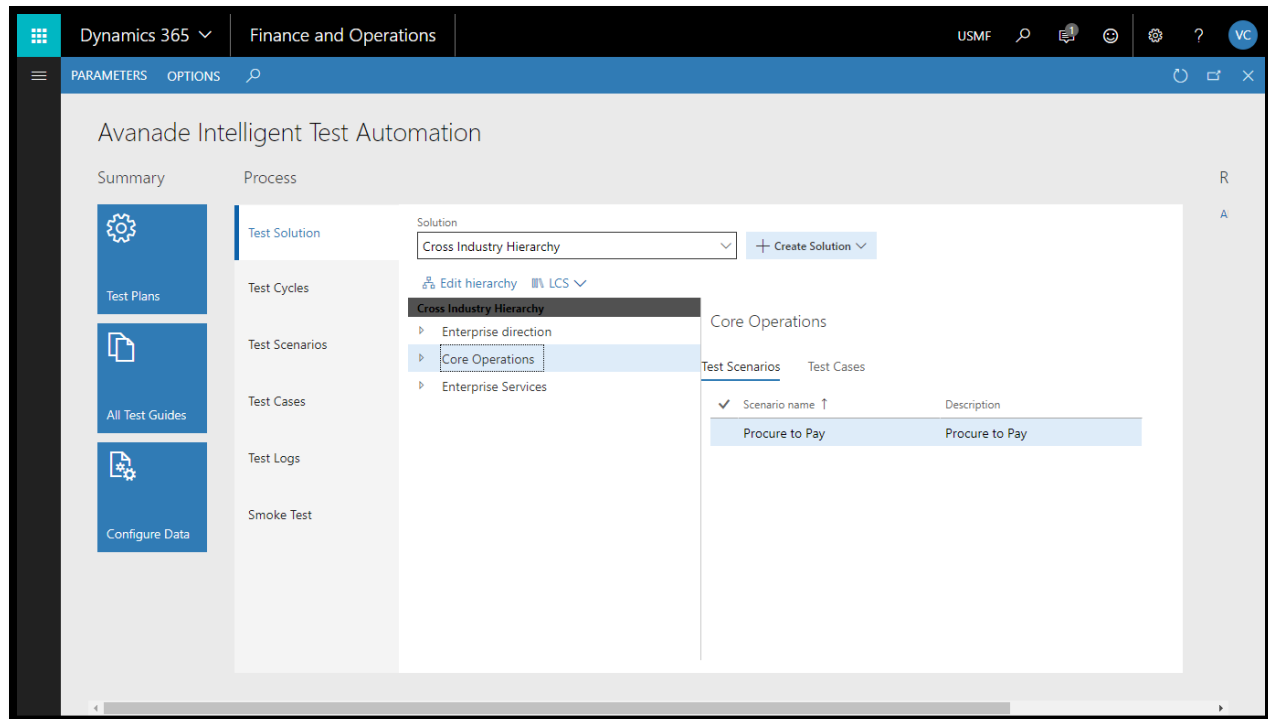 Dynamics 365
Finance and Operations
USMF
1
?
VC
PARAMETERS
OPTIONS
Avanade Intelligent Test Automation
Summary
Process
R
Test Plans
All Test Guides
Configure Data
Test Solution
Test Cycles
Test Scenarios
Test Cases
Test Logs
Smoke Test
Solution
Cross Industry Hierarchy
Create Solution
Edit hierarchy
LCS
Cross Industry Hierarchy
Enterprise direction
Core Operations
Enterprise Services
Core Operations
Test Scenarios
Test Cases
Scenario name ↑
Description
Procure to Pay
Procure to Pay
A